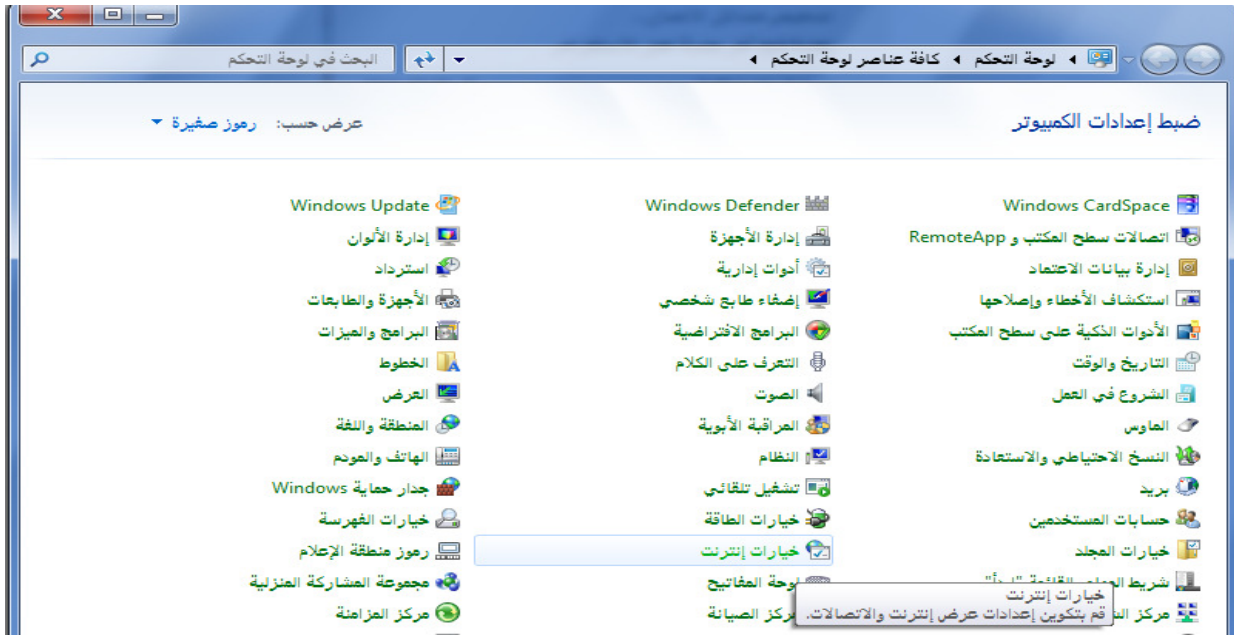 لوحة التحكم كافة عناصر لوحة التحكم البحث في لوحة التحكم
ضبط إعدادات الكمبيوتر عرض حسب: رموز صغيرة
Windows CardSpace Windows Defender Windows Update
اتصالات سطح المكتب و RemoteApp إدارة الأجهزة إدارة الألوان
إدارة بيانات الاعتماد أدوات إدارية استرداد
استكشاف الأخطاء وإصلاحها إضفاء طابع شخصي الأجهزة والطابعات
الأدوات الذكية على سطح المكتب البرامج الافتراضية البرامج والميزات
التاريخ والوقت التعرف على الكلام الخطوط
الشروع في العمل الصوت العرض
الماوس المراقبة الأبوية المنطقة واللغة
النسخ الاحتياطي والاستعادة النظام الهاتف والمودم
بريد تشغيل تلقائي جدار حماية Windows
حسابات المستخدمين خيارات الطاقة خيارات الفهرسة
خيارات المجلد خيارات إنترنت رموز منطقة الإعلام
شريط لوحة المفاتيح مجموعة المشاركة المنزلية
خيارات إنترنت
مركز مركز الصيانة مركز المزامنة
قم بتكوين إعدادات عرض إنترنت والاتصالات.